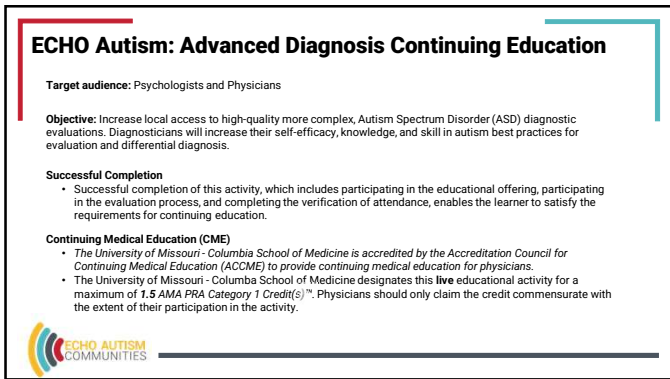 ECHO Autism: Advanced Diagnosis Continuing Education
Target audience: Psychologists and Physicians
Objective: Increase local access to high-quality more complex, Autism Spectrum Disorder (ASD) diagnostic
evaluations. Diagnosticians will increase their self-efficacy, knowledge, and skill in autism best practices for
evaluation and differential diagnosis.
Successful Completion
• Successful completion of this activity, which includes participating in the educational offering, participating
in the evaluation process, and completing the verification of attendance, enables the learner to satisfy the
requirements for continuing education.
Continuing Medical Education (CME)
• The University of Missouri - Columbia School of Medicine is accredited by the Accreditation Council for
Continuing Medical Education (ACCME) to provide continuing medical education for physicians.
• The University of Missouri - Columba School of Medicine designates this live educational activity for a
maximum of 1.5 AMA PRA Category 1 Credit(s)™. Physicians should only claim the credit commensurate with
the extent of their participation in the activity.
ECHO AUTISM
COMMUNITIES